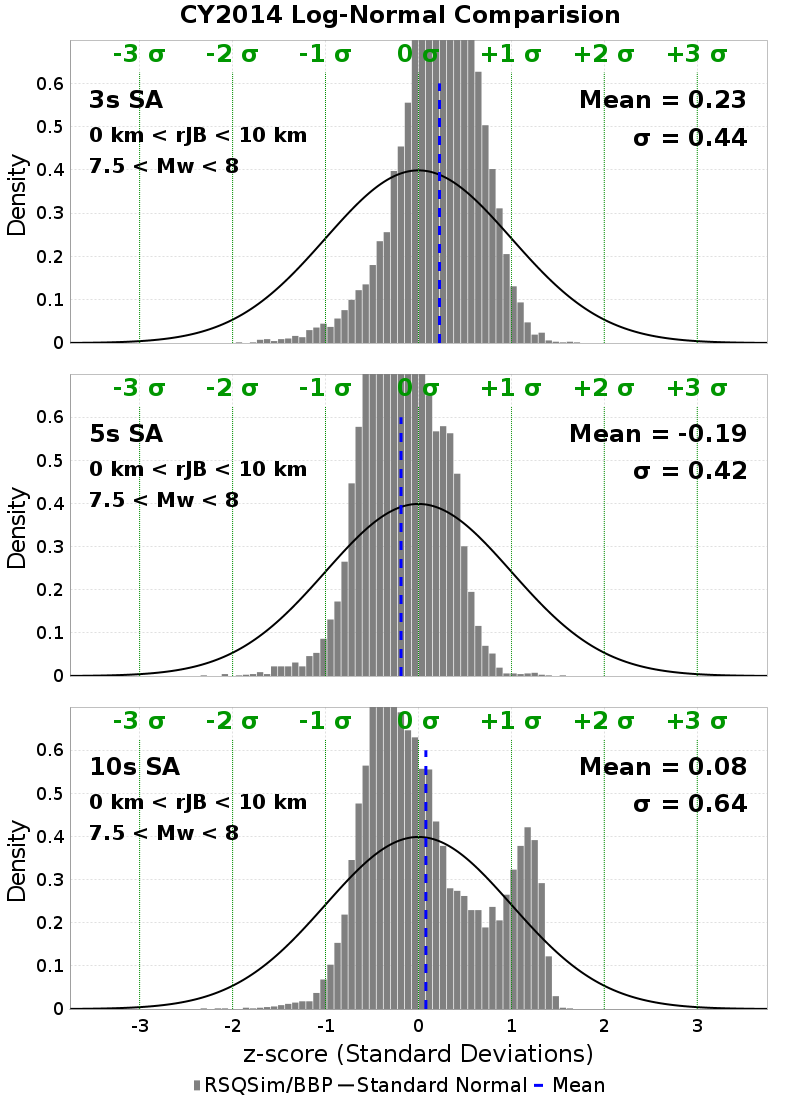 CY2014 Log-Normal Comparision
-3 σ -2 σ -1 σ 0 σ +1 σ +2 σ +3 σ
0.6
3s SA Mean = 0.23
0.5
0 km < rJB < 10 km σ = 0.44
7.5 < Mw < 8
0.4
0.3
0.2
0.1
0
Density
-3 σ -2 σ -1 σ 0 σ +1 σ +2 σ +3 σ
0.6
5s SA Mean = -0.19
0.5
0 km < rJB < 10 km σ = 0.42
7.5 < Mw < 8
0.4
0.3
0.2
0.1
0
Density
-3 σ -2 σ -1 σ 0 σ +1 σ +2 σ +3 σ
0.6
10s SA Mean = 0.08
0.5
0 km < rJB < 10 km σ = 0.64
7.5 < Mw < 8
0.4
0.3
0.2
0.1
0
Density
-3 -2 -1 0 1 2 3
z-score (Standard Deviations)
RSQSim/BBP Standard Normal Mean